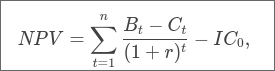 $NPV = \sum_{t=1}^{n} \frac{B_t - C_t}{(1+r)^t} - IC_0,$